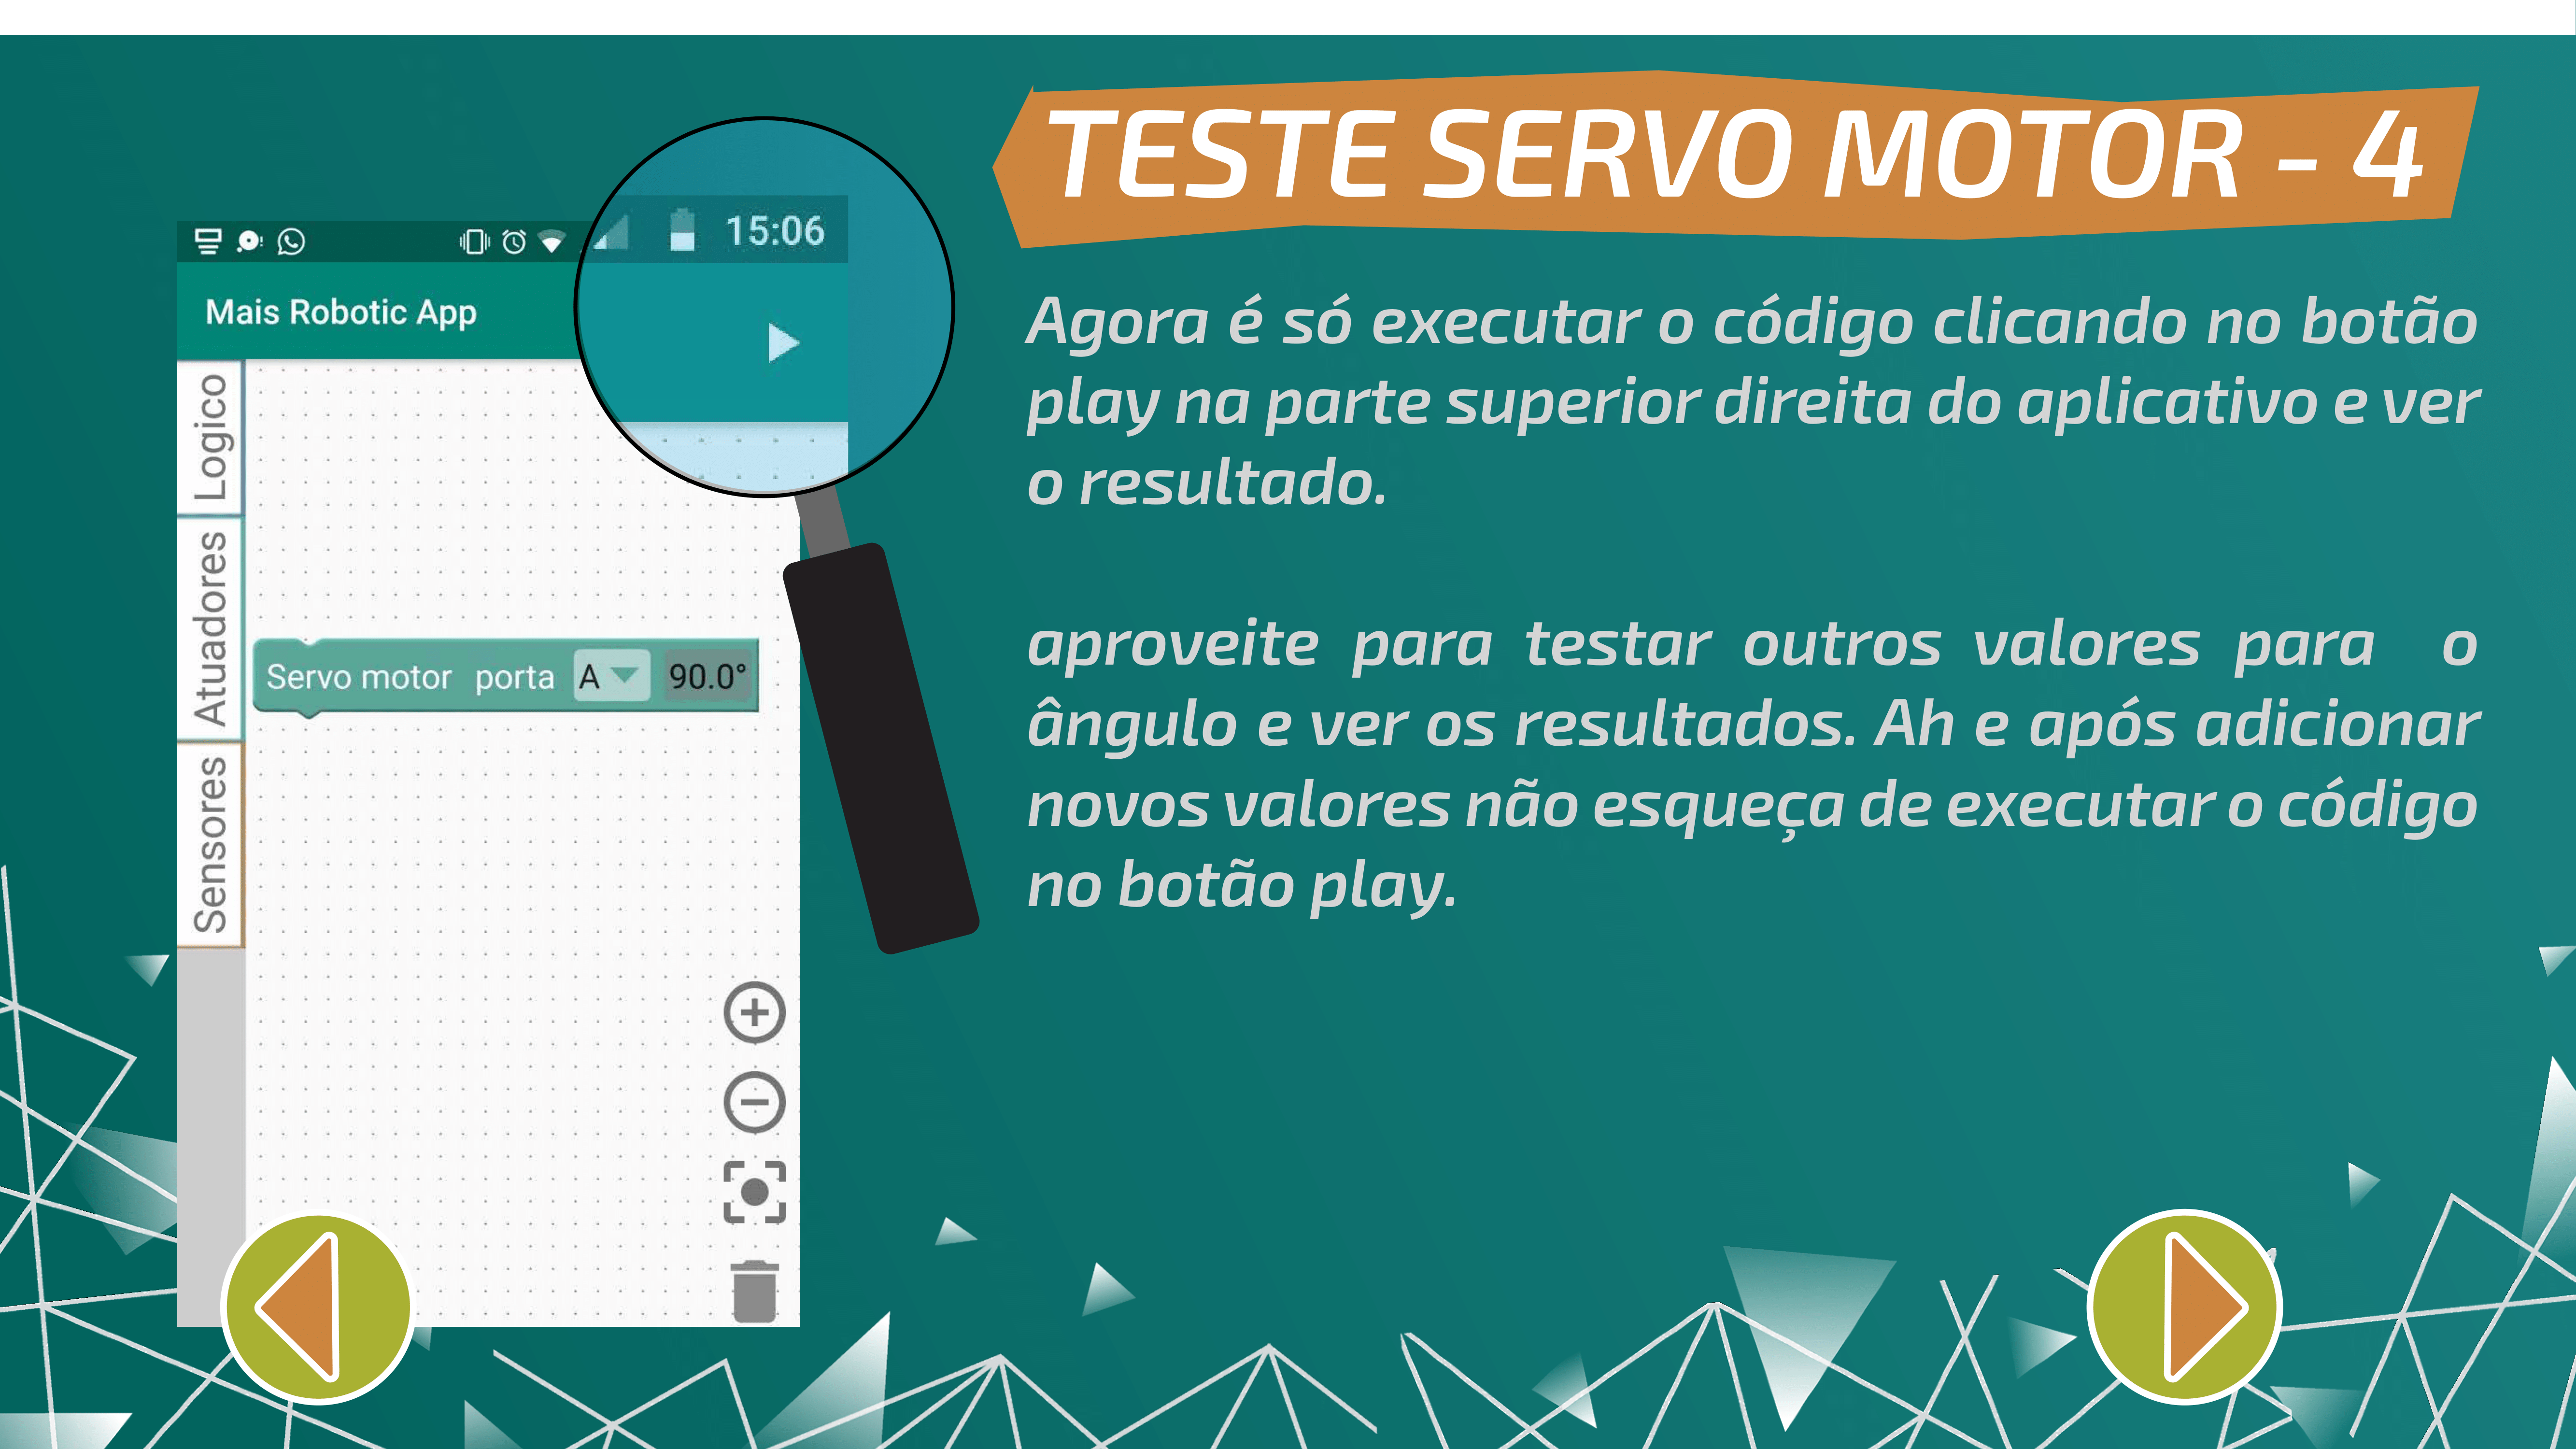 TESTE SERVO MOTOR - 4
15:06
Mais Robotic App
Logico
Atuadores
Sensores
Servo motor porta A 90.0°
Agora é só executar o código clicando no botão
play na parte superior direita do aplicativo e ver
o resultado.
aproveite para testar outros valores para o
ângulo e ver os resultados. Ah e após adicionar
novos valores não esqueça de executar o código
no botão play.